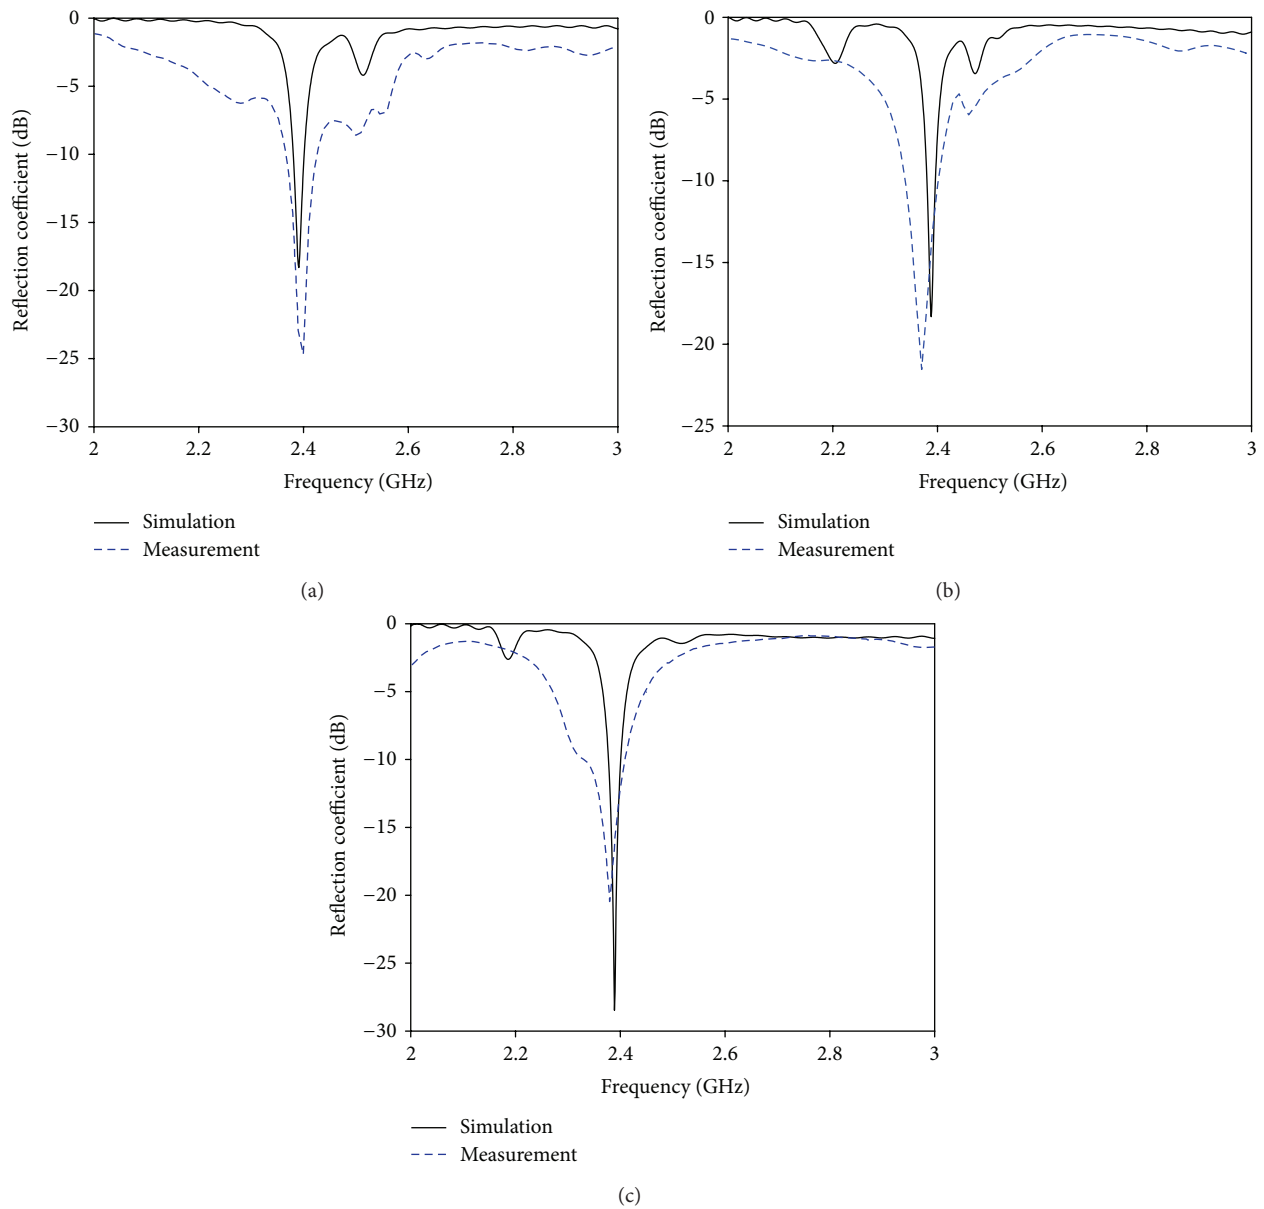 0
−5
−10
−15
−20
−25
−30
Reflection coefficient (dB)
2 2.2 2.4 2.6 2.8 3
Frequency (GHz)
Simulation
Measurement
(a)
0
−5
−10
−15
−20
−25
Reflection coefficient (dB)
2 2.2 2.4 2.6 2.8 3
Frequency (GHz)
Simulation
Measurement
(b)
0
−5
−10
−15
−20
−25
−30
Reflection coefficient (dB)
2 2.2 2.4 2.6 2.8 3
Frequency (GHz)
Simulation
Measurement
(c)